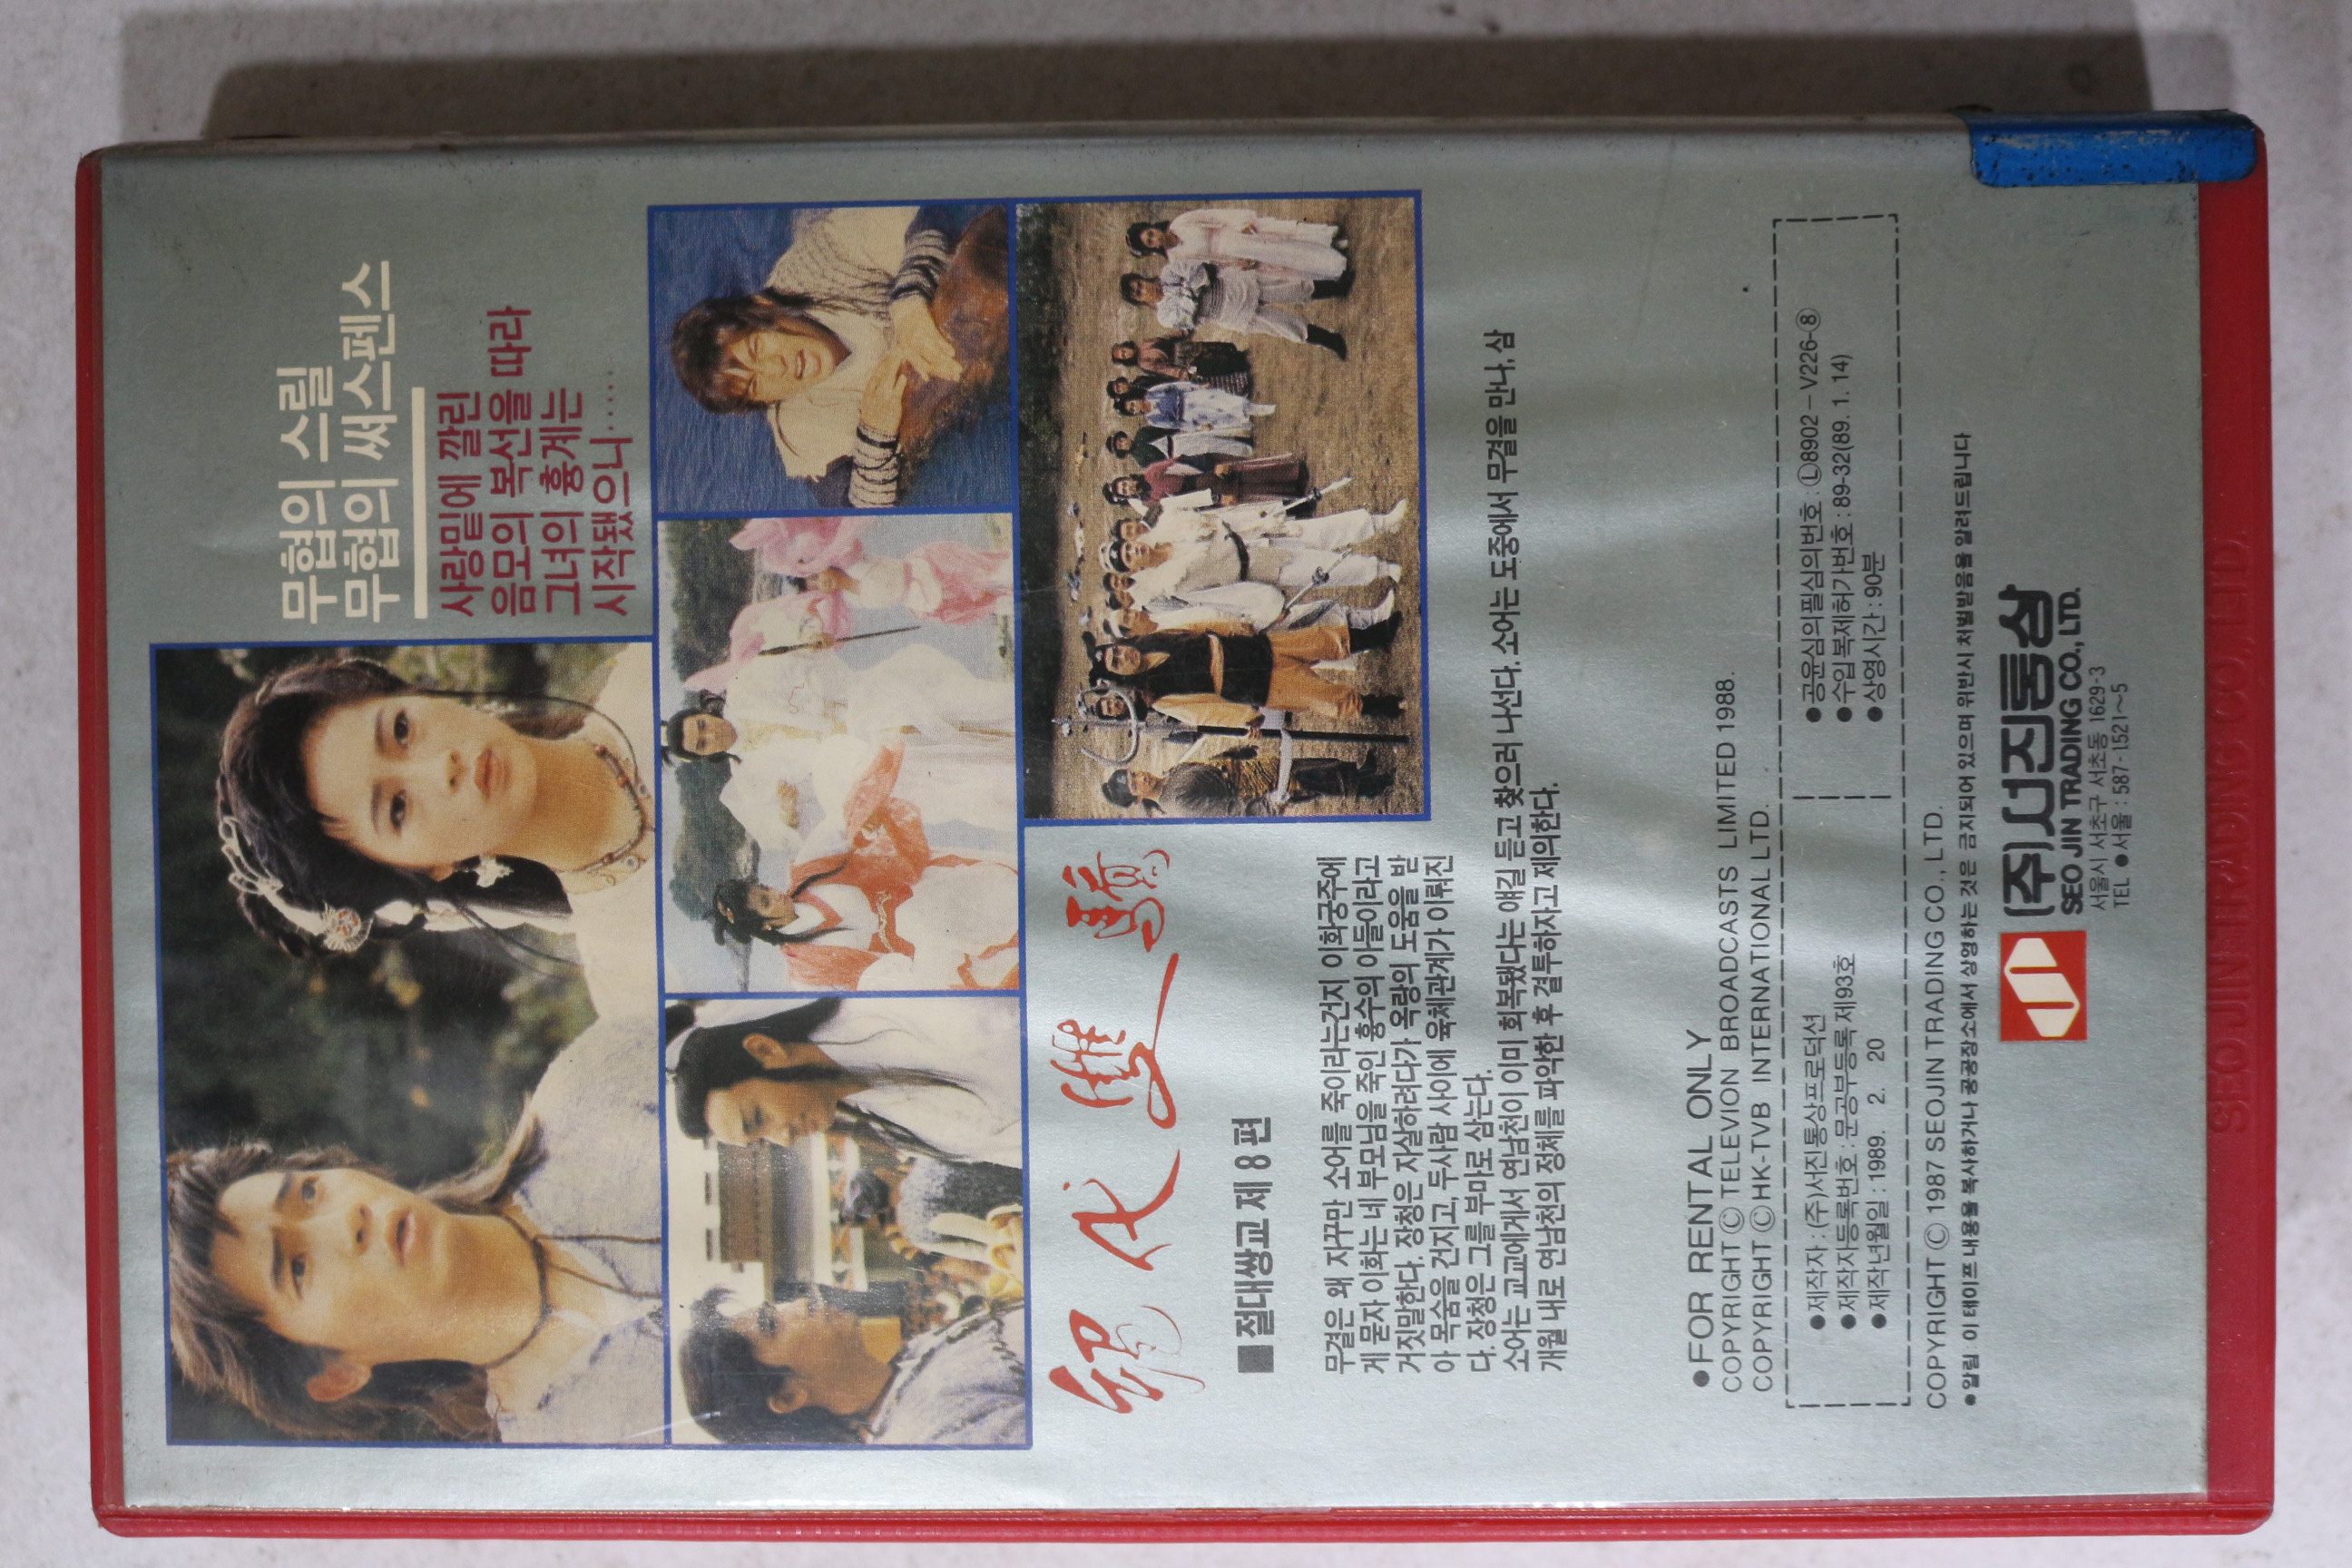 무협의 스릴
무협의 써스펜스
사랑밑에 깔린
음모의 복선을 따라
그녀의 흉계는
시작됐으니……
絕代雙驕
■ 절대쌍교 제 8 편
무결은 왜 자꾸만 소어를 죽이라는건지 이화궁주에
게 묻자 이화는 네 부모님을 죽인 흉수의 아들이라고
거짓말한다. 장청은 자살하려다가 옥랑의 도움을 받
아 목숨을 건지고, 두사람 사이에 육체관계가 이뤄진
다. 장청은 그를 부마로 삼는다.
소어는 교교에게서 연남천이 이미 회복됐다는 얘길 듣고 찾으러 나선다. 소어는 도중에서 무결을 만나, 삼
개월 내로 연남천의 정체를 파악한 후 결투하자고 제의한다.
●FOR RENTAL ONLY
COPYRIGHT Ⓒ TELEVION BROADCASTS LIMITED 1988.
COPYRIGHT Ⓒ HK-TVB INTERNATIONAL LTD.
●제작자 : (주)서진통상프로덕션
●제작자등록번호 : 문공부등록 제93호
●제작년월일 : 1989. 2. 20
●공윤심의필심의번호 : Ⓛ8902－V226-⑧
●수입복제허가번호 : 89-32(89. 1. 14)
●상영시간 : 90분
COPYRIGHT Ⓒ 1987 SEOJIN TRADING CO., LTD.
●알림 이 테이프 내용을 복사하거나 공공장소에서 상영하는 것은 금지되어 있으며 위반시 처벌받음을 알려드립니다
(주)서진통상
SEO JIN TRADING CO., LTD.
서울시 서초구 서초동 1629-3
TEL ●서울 : 587-1521~5
SEO JIN TRADING CO., LTD.